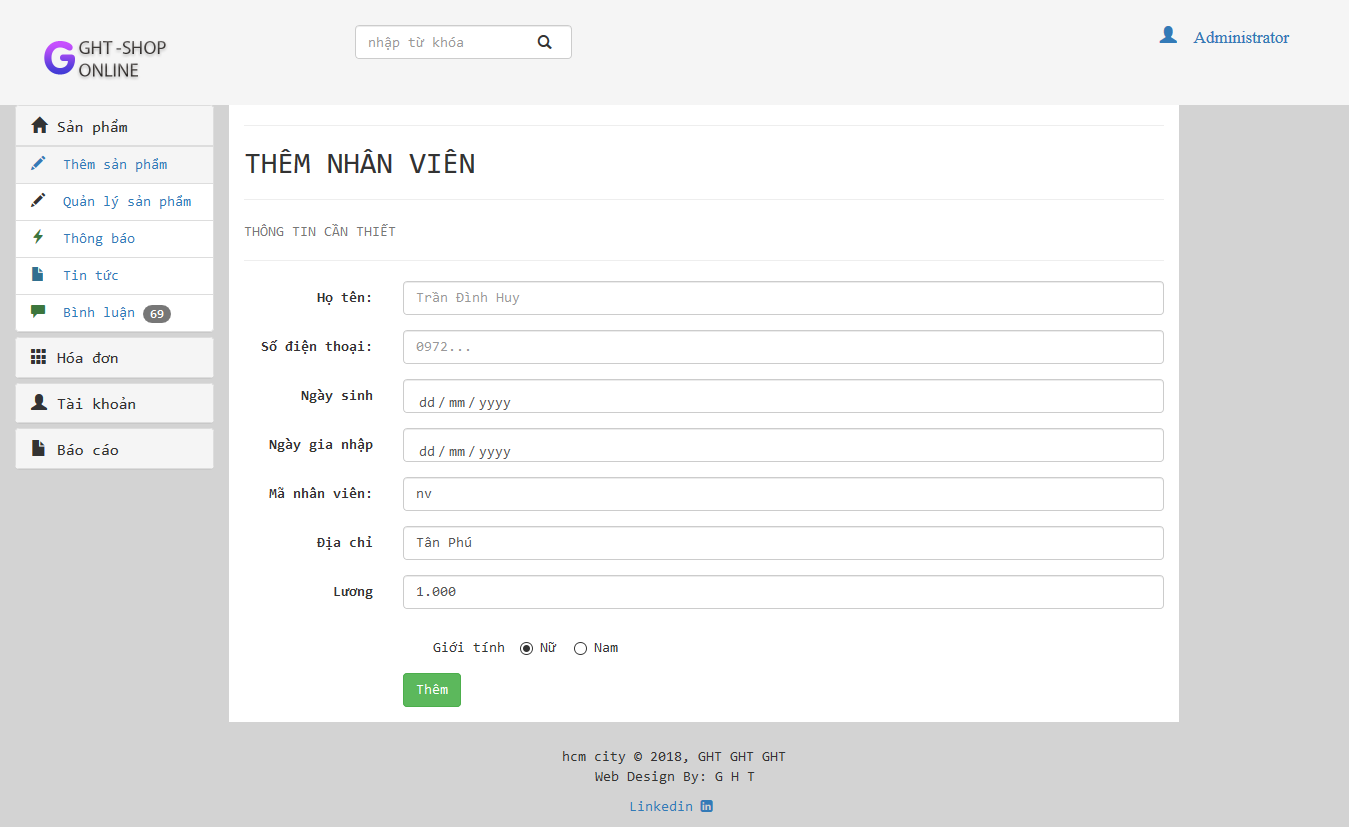 GHT-SHOP
ONLINE
nhập từ khóa
Administrator
Sản phẩm
Thêm sản phẩm
Quản lý sản phẩm
Thông báo
Tin tức
Bình luận 69
Hóa đơn
Tài khoản
Báo cáo
THÊM NHÂN VIÊN
THÔNG TIN CẦN THIẾT
Họ tên: Trần Đình Huy
Số điện thoại: 0972...
Ngày sinh dd/mm/yyyy
Ngày gia nhập dd/mm/yyyy
Mã nhân viên: nv
Địa chỉ Tân Phú
Lương 1.000
Giới tính Nữ Nam
Thêm
hcm city © 2018, GHT GHT GHT
Web Design By: G H T
Linkedin in